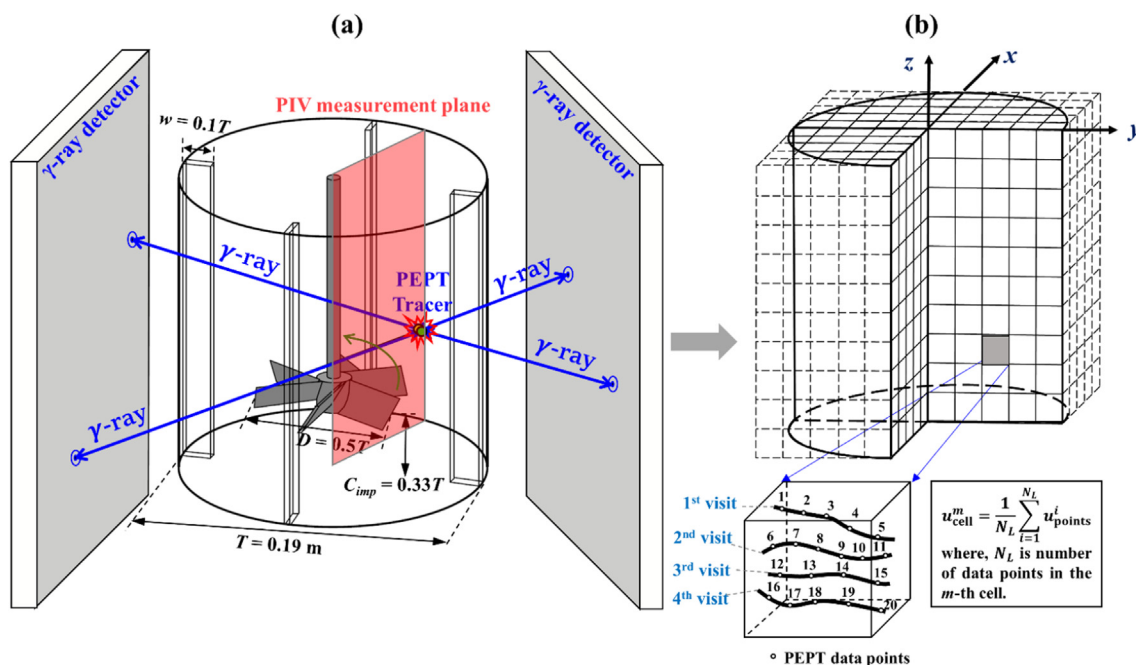 (a)
γ-ray detector
w = 0.1T
PIV measurement plane
γ-ray detector
γ-ray
PEPT
Tracer
γ-ray
γ-ray
γ-ray
D = 0.5T
C_imp = 0.33T
T = 0.19 m
(b)
z
x
y
1st visit
2nd visit
3rd visit
4th visit
1 2 3 4 5
6 7 8 9 10 11
12 13 14 15
16 17 18 19 20
PEPT data points
u_cell^m = 1/N_L ∑_{i=1}^{N_L} u_points^i
where, N_L is number
of data points in the
m-th cell.